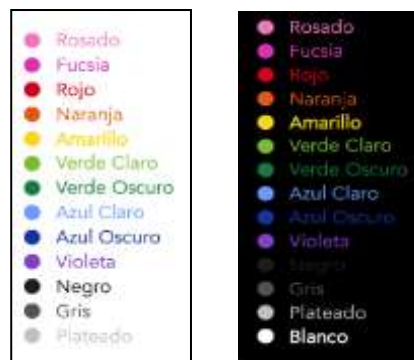 Rosado
Fucsia
Rojo
Naranja
Amarillo
Verde Claro
Verde Oscuro
Azul Claro
Azul Oscuro
Violeta
Negro
Gris
Plateado
Rosado
Fucsia
Rojo
Naranja
Amarillo
Verde Claro
Verde Oscuro
Azul Claro
Azul Oscuro
Violeta
Negro
Gris
Plateado
Blanco